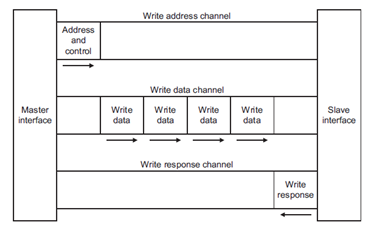 Write address channel
Address
and
control
Write data channel
Master
interface
Write
data
Write
data
Write
data
Write
data
Slave
interface
Write response channel
Write
response